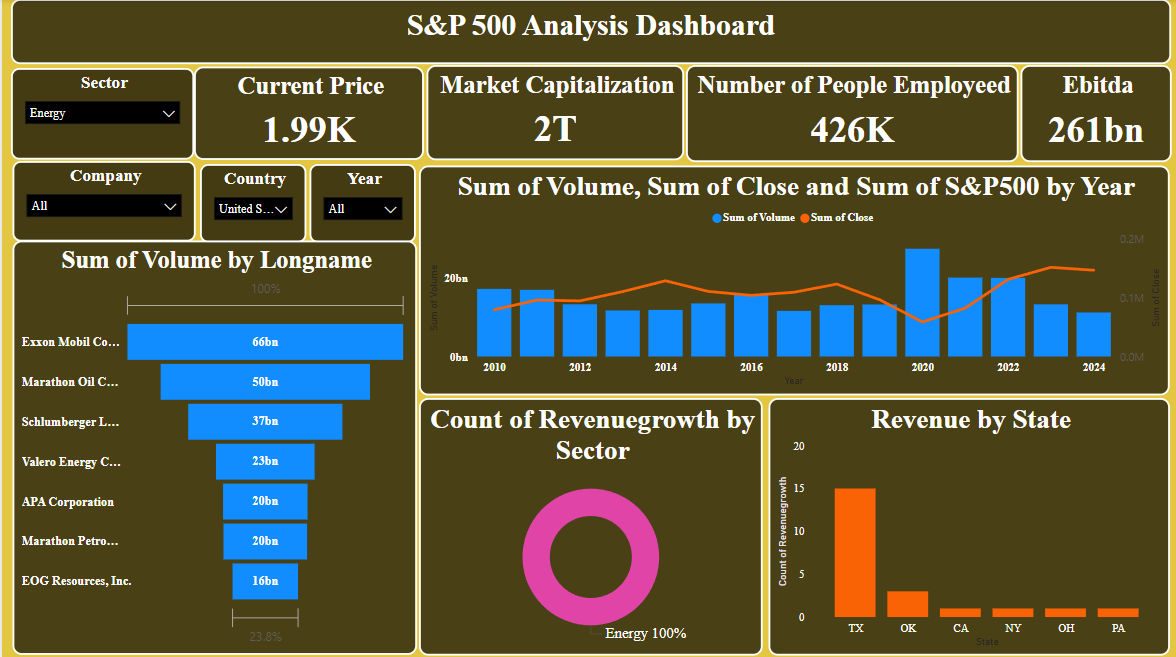 S&P 500 Analysis Dashboard
Sector
Energy
Current Price
1.99K
Market Capitalization
2T
Number of People Employeed
426K
Ebitda
261bn
Company
All
Country
United S...
Year
All
Sum of Volume by Longname
100%
Exxon Mobil Co...
66bn
Marathon Oil C...
50bn
Schlumberger L...
37bn
Valero Energy C...
23bn
APA Corporation
20bn
Marathon Petro...
20bn
EOG Resources, Inc.
16bn
23.8%
Sum of Volume, Sum of Close and Sum of S&P500 by Year
Sum of Volume Sum of Close
Sum of Volume
20bn
0bn
0.2M
0.1M
0.0M
Sum of Close
2010 2012 2014 2016 2018 2020 2022 2024
Year
Count of Revenuegrowth by
Sector
Energy 100%
Revenue by State
Count of Revenuegrowth
20
15
10
5
0
TX OK CA NY OH PA
State